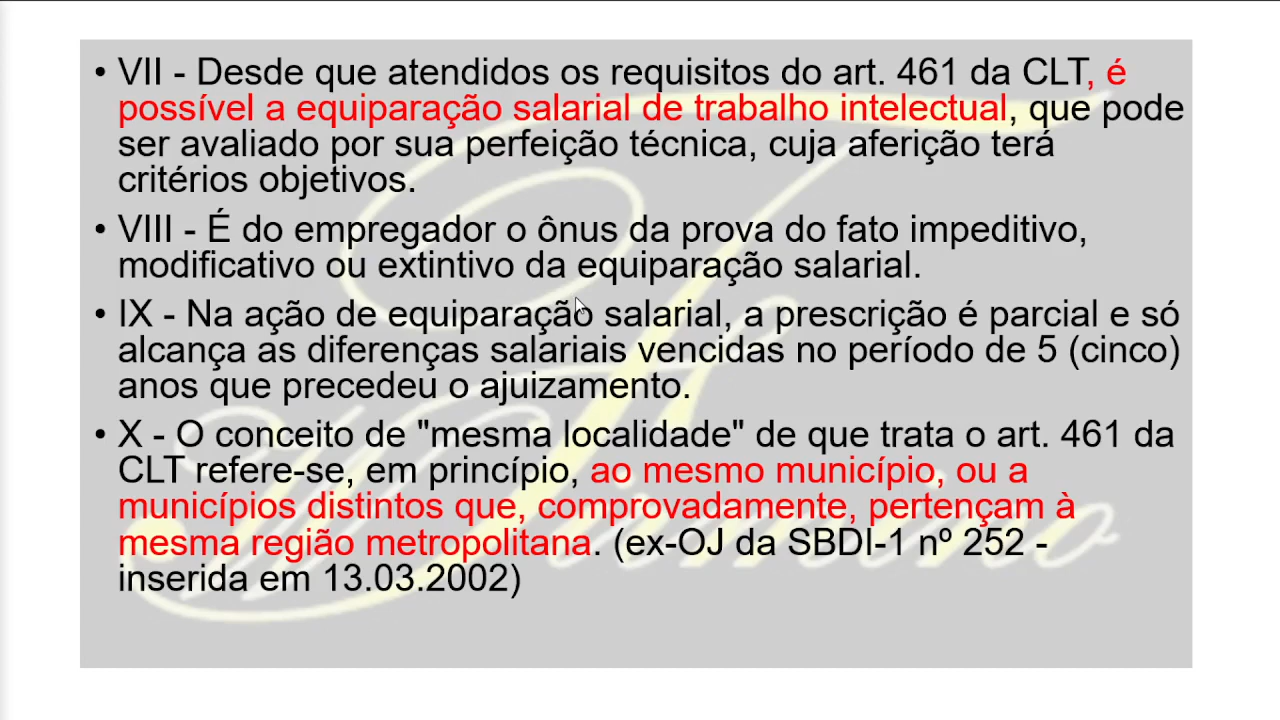 • VII - Desde que atendidos os requisitos do art. 461 da CLT, é
possível a equiparação salarial de trabalho intelectual, que pode
ser avaliado por sua perfeição técnica, cuja aferição terá
critérios objetivos.
• VIII - É do empregador o ônus da prova do fato impeditivo,
modificativo ou extintivo da equiparação salarial.
• IX - Na ação de equiparação salarial, a prescrição é parcial e só
alcança as diferenças salariais vencidas no período de 5 (cinco)
anos que precedeu o ajuizamento.
• X - O conceito de "mesma localidade" de que trata o art. 461 da
CLT refere-se, em princípio, ao mesmo município, ou a
municípios distintos que, comprovadamente, pertençam à
mesma região metropolitana. (ex-OJ da SBDI-1 nº 252 -
inserida em 13.03.2002)